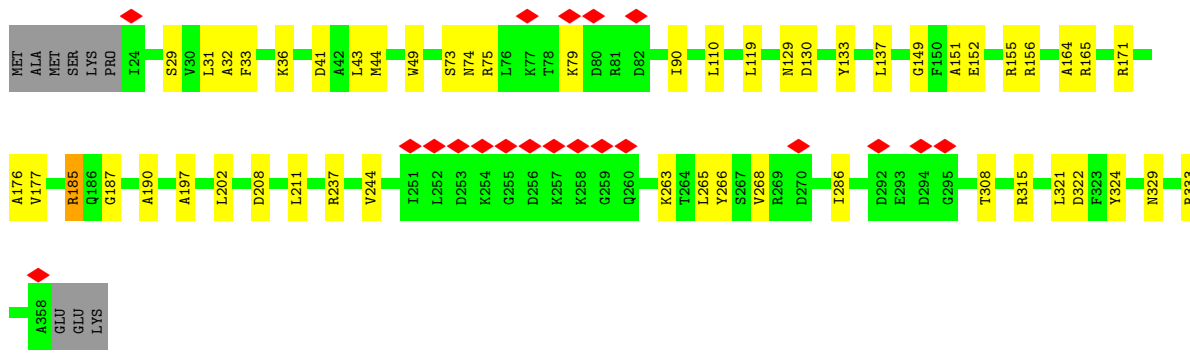 MET ALA MET SER LYS PRO I24 S29 V30 L31 A32 F33 K36 D41 A42 L43 M44 W49 S73 N74 R75 L76 K77 T78 K79 D80 R81 D82 I90 L110 L119 N129 D130 Y133 L137 G149 F150 A151 E152 R155 R156 A164 R165 R171
A176 V177 R185 Q186 G187 A190 A197 L202 D208 L211 R237 V244 I251 L252 D253 K254 G255 D256 K257 K258 G259 Q260 K263 T264 L265 Y266 S267 V268 R269 D270 I286 D292 E293 D294 G295 T308 R315 L321 D322 F323 Y324 N329
A358 GLU GLU LYS